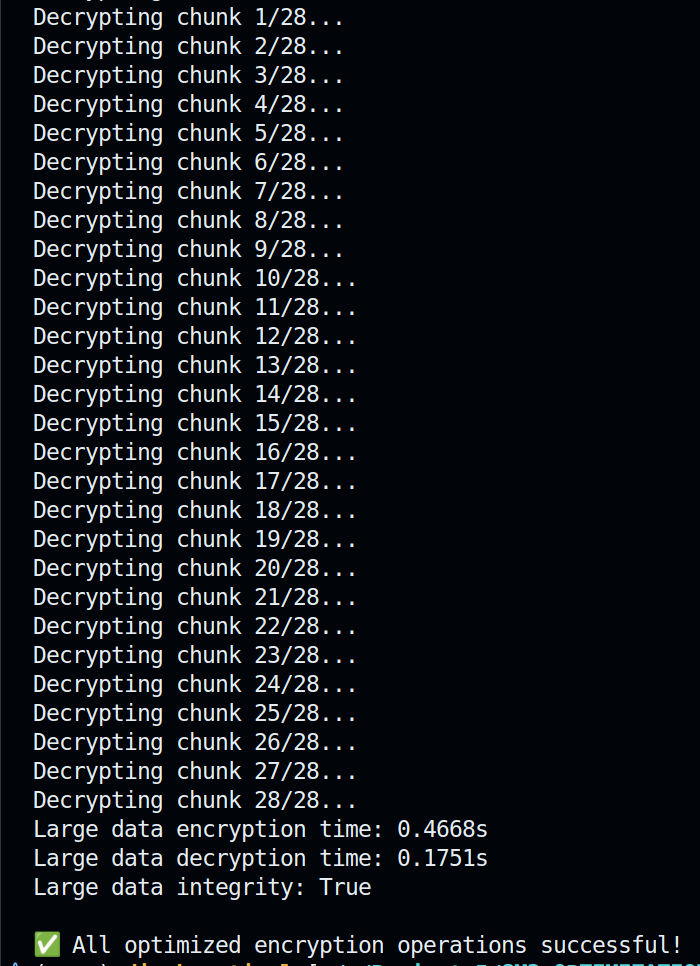 Decrypting chunk 1/28...
Decrypting chunk 2/28...
Decrypting chunk 3/28...
Decrypting chunk 4/28...
Decrypting chunk 5/28...
Decrypting chunk 6/28...
Decrypting chunk 7/28...
Decrypting chunk 8/28...
Decrypting chunk 9/28...
Decrypting chunk 10/28...
Decrypting chunk 11/28...
Decrypting chunk 12/28...
Decrypting chunk 13/28...
Decrypting chunk 14/28...
Decrypting chunk 15/28...
Decrypting chunk 16/28...
Decrypting chunk 17/28...
Decrypting chunk 18/28...
Decrypting chunk 19/28...
Decrypting chunk 20/28...
Decrypting chunk 21/28...
Decrypting chunk 22/28...
Decrypting chunk 23/28...
Decrypting chunk 24/28...
Decrypting chunk 25/28...
Decrypting chunk 26/28...
Decrypting chunk 27/28...
Decrypting chunk 28/28...
Large data encryption time: 0.4668s
Large data decryption time: 0.1751s
Large data integrity: True
✅ All optimized encryption operations successful!